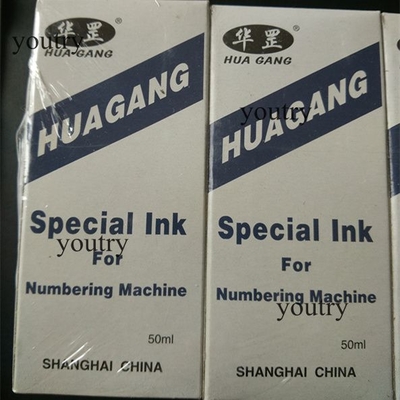 华罡
HUA GANG
youtry
HUAGANG
Special Ink
youtry
For
Numbering Machine
50ml
SHANGHAI CHINA
华罡
HUA GANG
youtry
HUAGANG
Special Ink
For
Numbering Machine
youtry
50ml
SHANGHAI CHINA